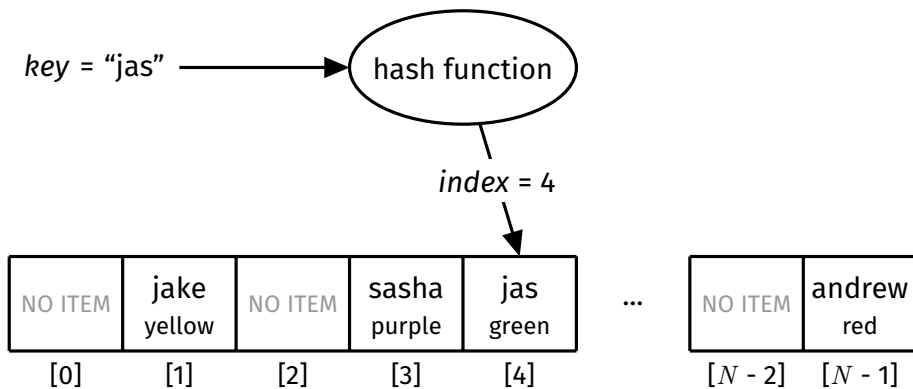 key = “jas”
hash function
index = 4
NO ITEM
jake
yellow
NO ITEM
sasha
purple
jas
green
...
NO ITEM
andrew
red
[0] [1] [2] [3] [4] [N - 2] [N - 1]